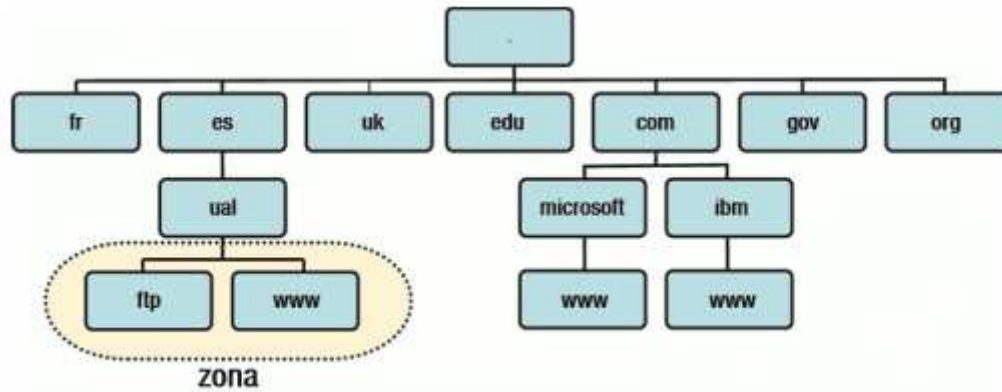 .
fr es uk edu com gov org
ual microsoft ibm
ftp www www www
zona